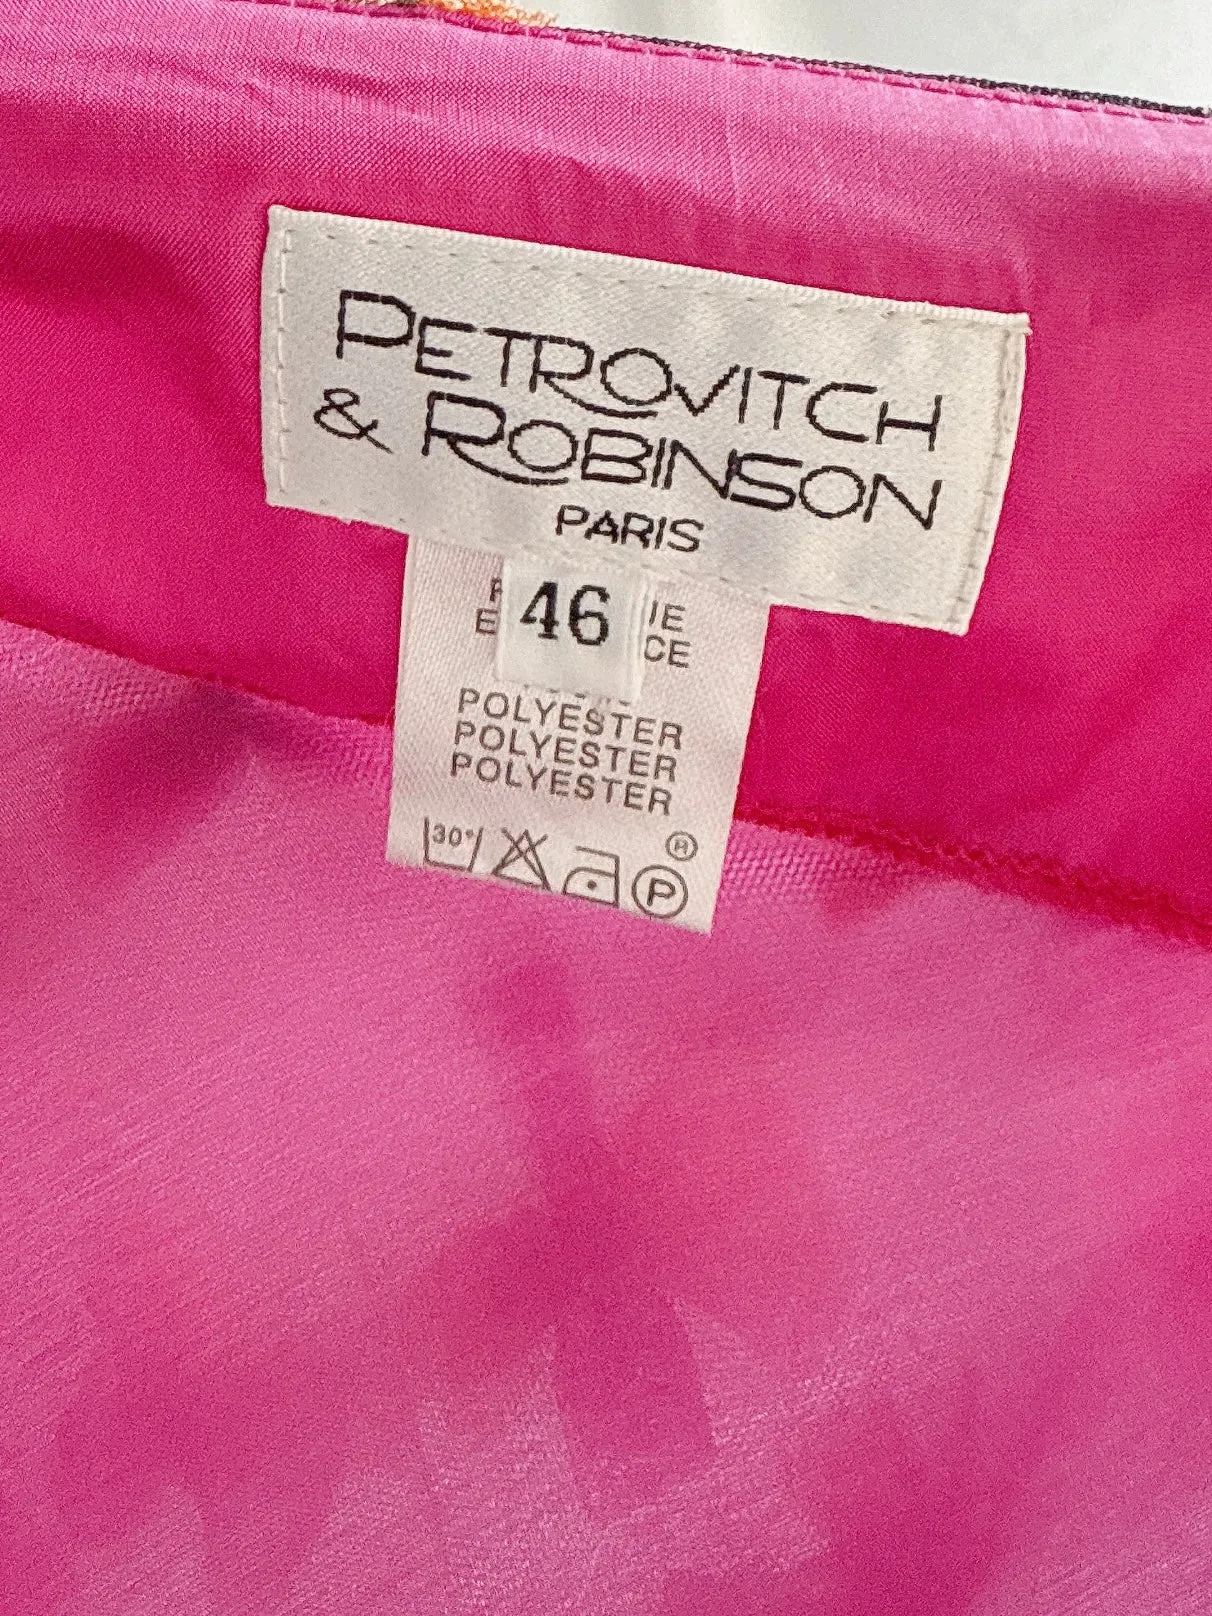 PETROVITCH
& ROBINSON
PARIS
46
POLYESTER
POLYESTER
POLYESTER
30°
P